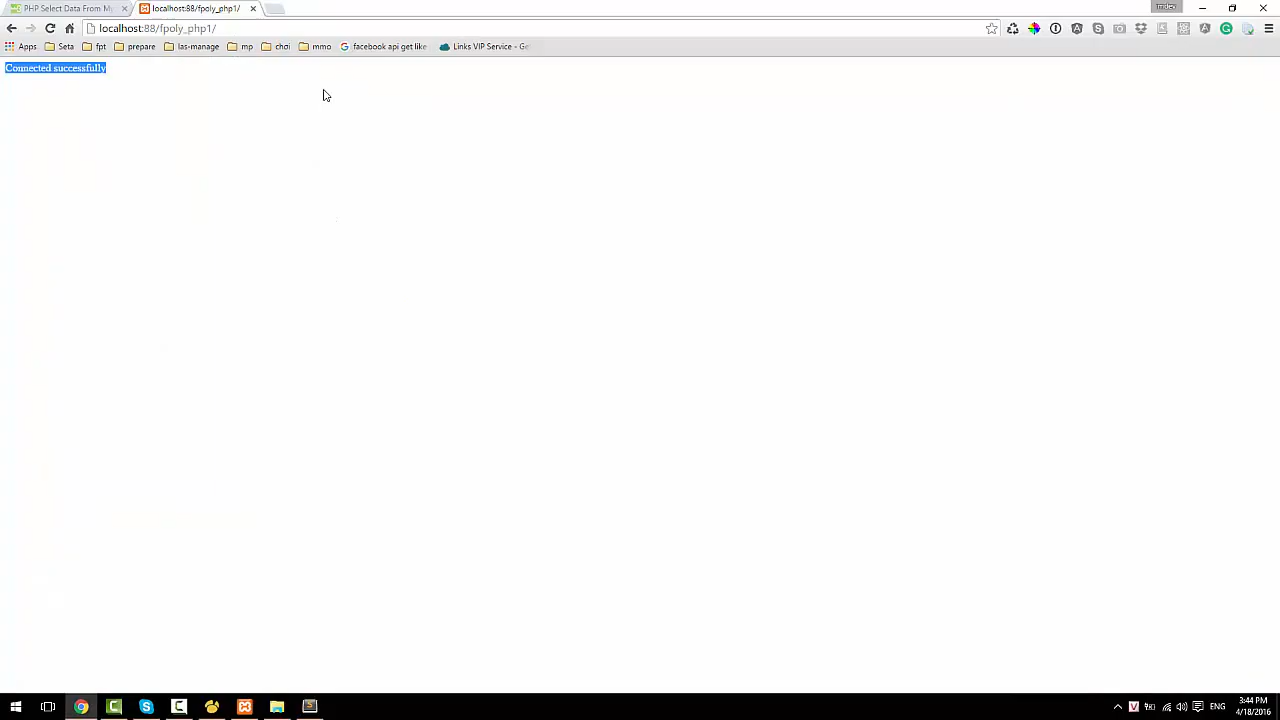 PHP Select Data From My
localhost:88/fpoly_php1/
localhost:88/fpoly_php1/
Apps Seta fpt prepare las-manage mp choi mmo facebook api get like Links VIP Service - Ge
Connected successfully
ENG
3:44 PM
4/18/2016